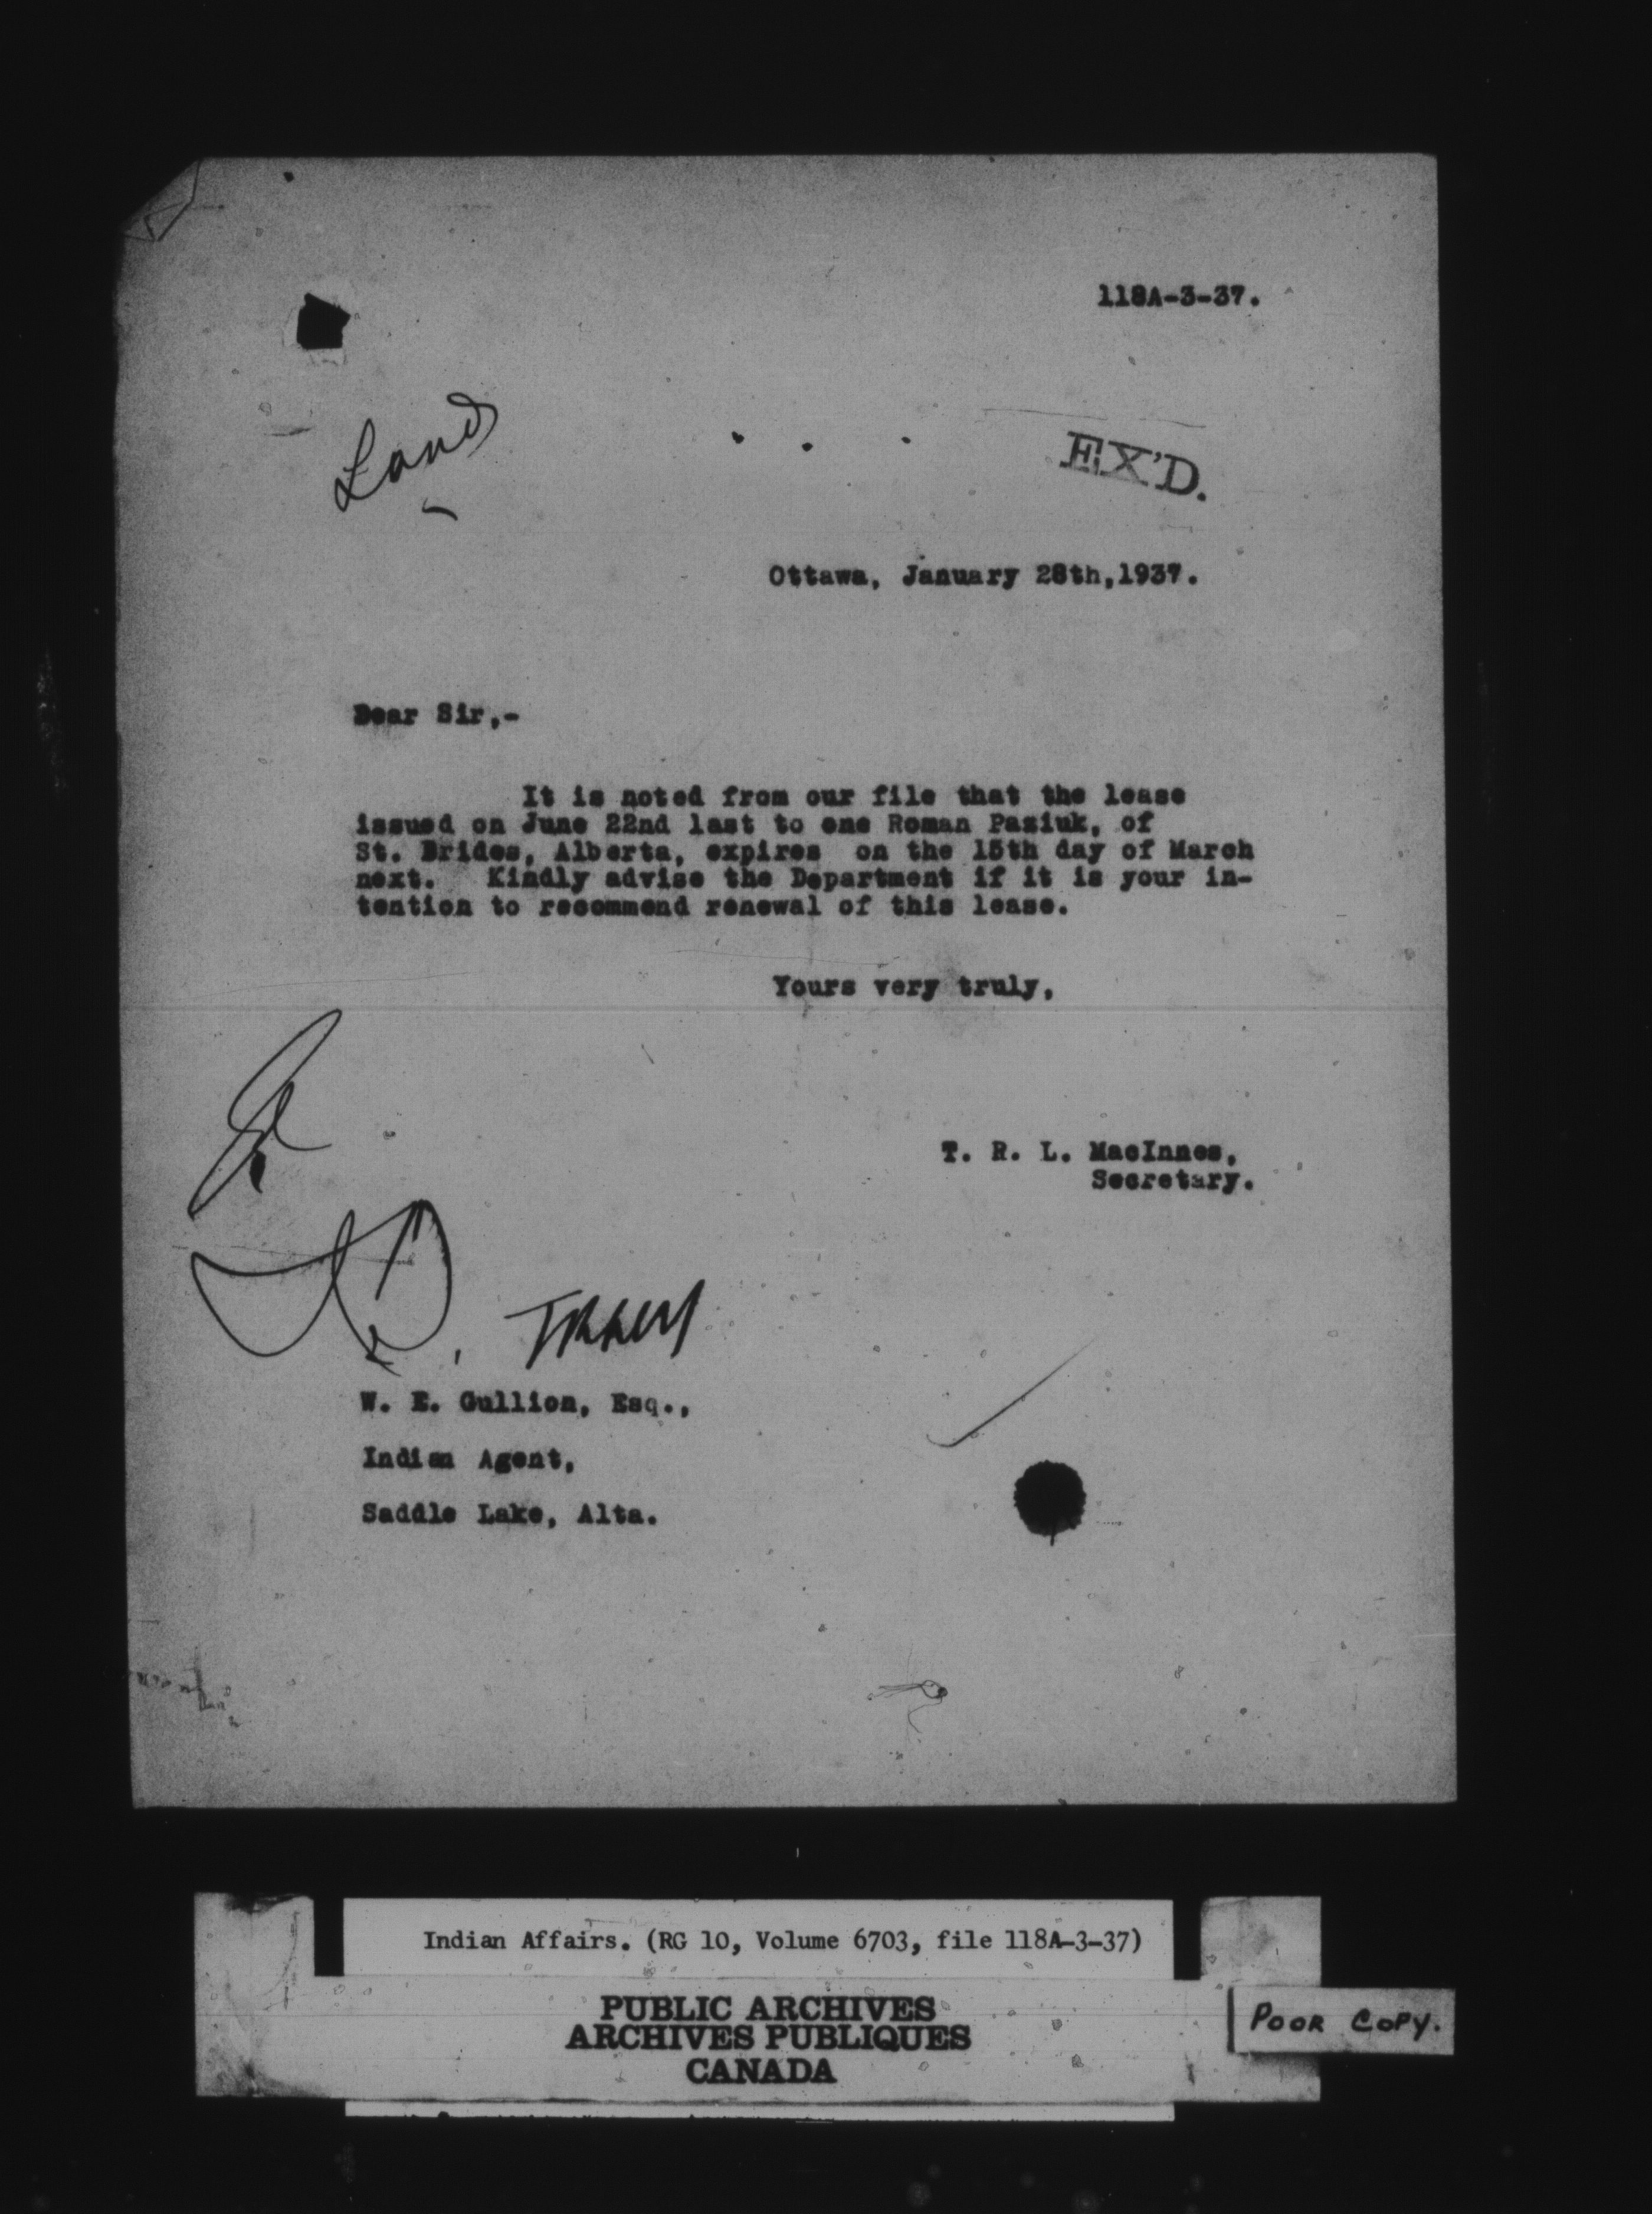 118A-3-37.
Land
EX'D.
Ottawa, January 28th,1937.
Dear Sir,-
It is noted from our file that the lease
issued on June 22nd last to one Roman Paziuk, of
St. Brides, Alberta, expires on the 15th day of March
next. Kindly advise the Department if it is your in-
tention to recommend renewal of this lease.
Yours very truly,
T. R. L. MacInnes,
Secretary.
W. E. Gullion, Esq.,
Indian Agent,
Saddle Lake, Alta.
Indian Affairs. (RG 10, Volume 6703, file 118A-3-37)
PUBLIC ARCHIVES
ARCHIVES PUBLIQUES
CANADA
POOR COPY.